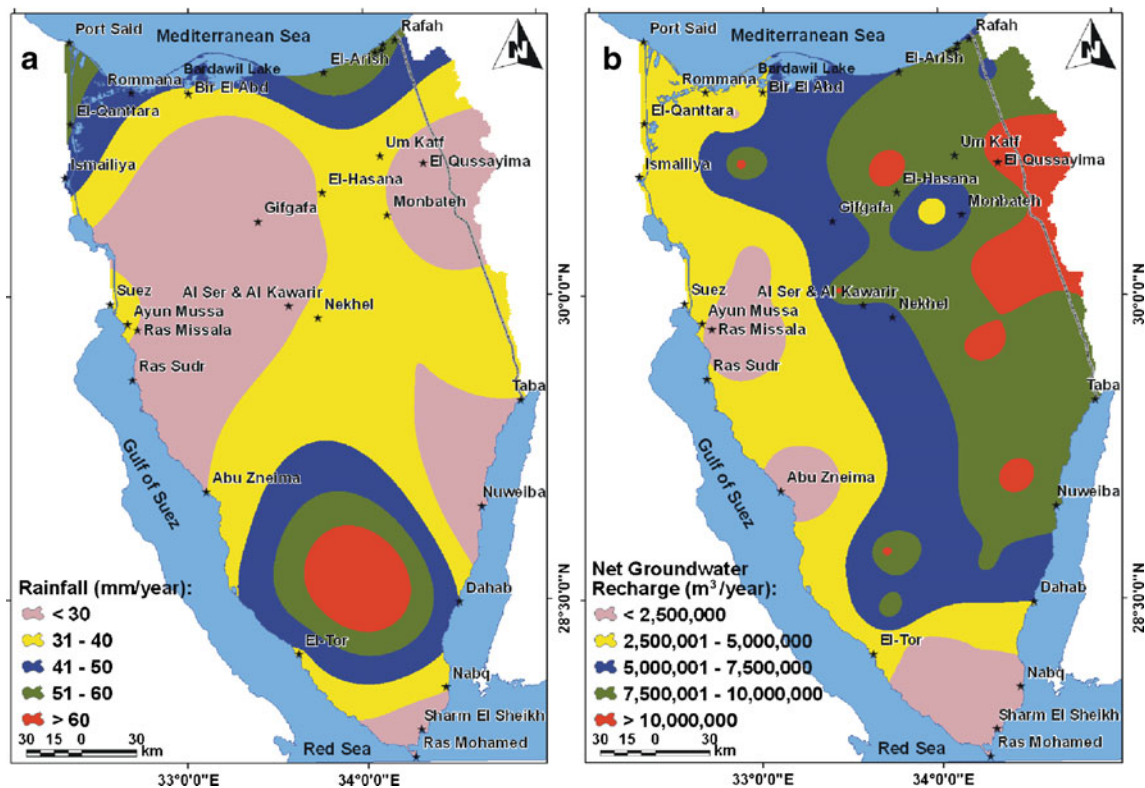 a
Port Said
Mediterranean Sea
Rafah
N
El-Arish
Bardawil Lake
Rommana
Bir El Abd
El-Qanttara
Um Katf
El Qussayima
Ismailiya
El-Hasana
Gifgafa
Monbateh
Suez
Al Ser & Al Kawarir
Nekhel
Ayun Mussa
Ras Missala
Ras Sudr
Taba
Gulf of Suez
Abu Zneima
Nuweiba
Rainfall (mm/year):
< 30
31 - 40
41 - 50
51 - 60
> 60
Dahab
El-Tor
Nabq
Sharm El Sheikh
Ras Mohamed
Red Sea
30 15 0 30
km
33°0'0"E
34°0'0"E
30°0'0"N
28°30'0"N
b
Port Said
Mediterranean Sea
Rafah
N
El-Arish
Bardawil Lake
Rommana
Bir El Abd
El-Qanttara
Um Katf
El Qussayima
Ismailiya
El-Hasana
Gifgafa
Monbateh
Suez
Al Ser & Al Kawarir
Nekhel
Ayun Mussa
Ras Missala
Ras Sudr
Taba
Gulf of Suez
Abu Zneima
Nuweiba
Net Groundwater
Recharge (m³/year):
< 2,500,000
2,500,001 - 5,000,000
5,000,001 - 7,500,000
7,500,001 - 10,000,000
> 10,000,000
Dahab
El-Tor
Nabq
Sharm El Sheikh
Ras Mohamed
Red Sea
30 15 0 30
km
33°0'0"E
34°0'0"E
30°0'0"N
28°30'0"N